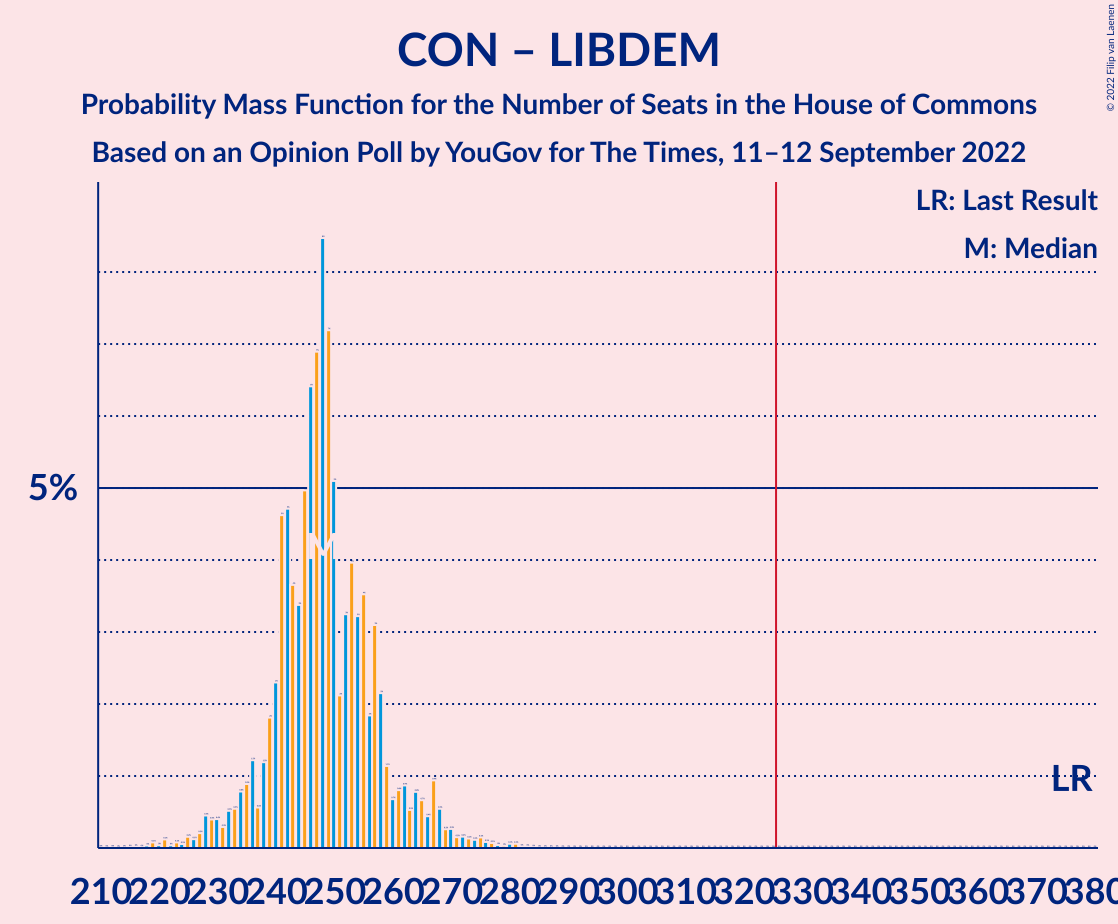 CON – LIBDEM
Probability Mass Function for the Number of Seats in the House of Commons
Based on an Opinion Poll by YouGov for The Times, 11–12 September 2022
© 2022 Filip van Laenen
LR: Last Result
M: Median
5%
M
LR
210 220 230 240 250 260 270 280 290 300 310 320 330 340 350 360 370 380